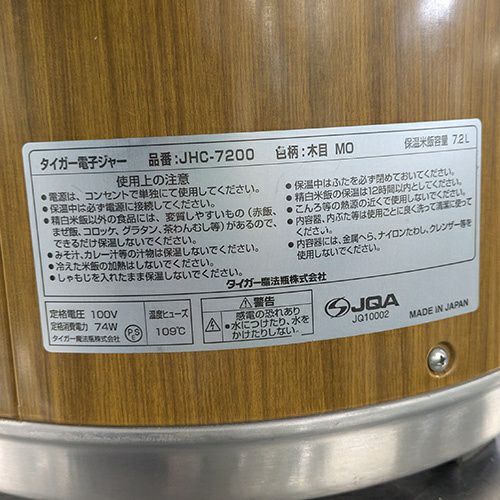 タイガー電子ジャー 品番:JHC-7200 色柄:木目 MO 保温米飯容量 7.2L
使用上の注意
●電源は、コンセントで単独にて使用してください。
●保温中は必ず電源に接続してください。
●精白米飯以外の食品には、変質しやすいもの(赤飯、
まぜ飯、コロッケ、グラタン、茶わんむし等)があるので、
できるだけ保温しないでください。
●みそ汁、カレー汁等の汁物は保温しないでください。
●冷えた米飯の加熱はしないでください。
●しゃもじを入れたまま保温しないでください。
●保温中はふたを必ず閉めておいてください。
●精白米飯の保温は12時間以内としてください。
●こんろ等の熱源の近くで使用しないでください。
●内容器、内ぶた等は使用ごとに良く洗って清潔に使って
ください。
●内容器には、金属へら、ナイロンたわし、クレンザー等を
使用しないでください。
タイガー魔法瓶株式会社
定格電圧 100V
定格消費電力 74W
PSE
タイガー魔法瓶株式会社
温度ヒューズ
109℃
⚠警告
感電の恐れあり
●水につけたり、水を
かけたりしない。
JQA
JQ10002
MADE IN JAPAN